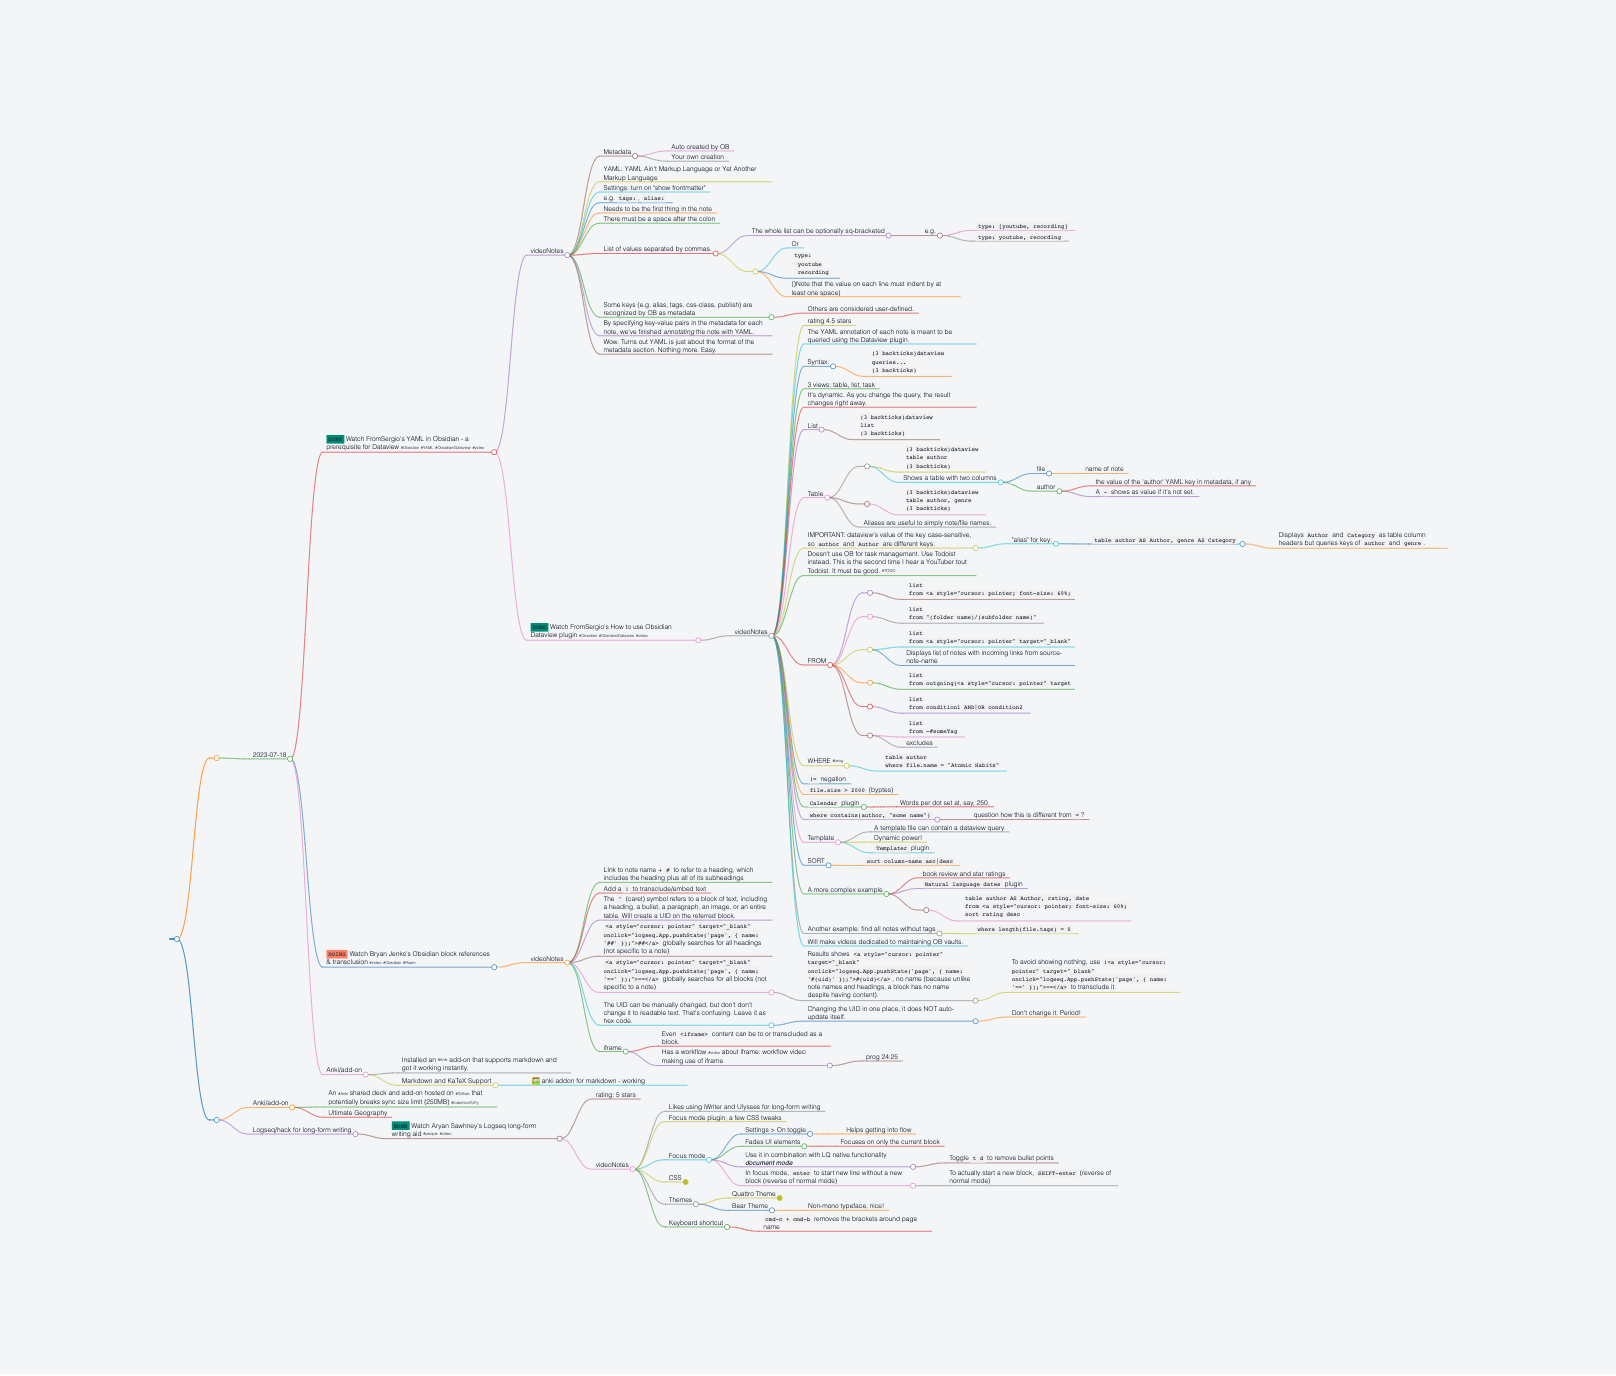 Metadata
Auto created by OB
Your own creation
YAML: YAML Ain't Markup Language or Yet Another
Markup Language
Settings: turn on "show frontmatter"
e.g. tags: , alias:
Needs to be the first thing in the note
There must be a space after the colon
videoNotes
List of values separated by commas.
The whole list can be optionally sq-bracketed
e.g.
type: [youtube, recording]
type: youtube, recording
Or
type:
youtube
recording
()Note that the value on each line must indent by at
least one space)
Some keys (e.g. alias, tags, css-class, publish) are
recognized by OB as metadata
Others are considered user-defined.
By specifying key-value pairs in the metadata for each
note, we've finished annotating the note with YAML.
Wow. Turns out YAML is just about the format of the
metadata section. Nothing more. Easy.
DONE Watch FromSergio's YAML in Obsidian - a
prerequisite for Dataview #Obsidian #YAML #Obsidian/Dataview #video
rating 4.5 stars
The YAML annotation of each note is meant to be
queried using the Dataview plugin.
Syntax:
(3 backticks)dataview
queries...
(3 backticks)
3 views: table, list, task
It's dynamic. As you change the query, the result
changes right away.
List
(3 backticks)dataview
list
(3 backticks)
Table
(3 backticks)dataview
table author
(3 backticks)
Shows a table with two columns
file
name of note
author
the value of the 'author' YAML key in metadata, if any
A - shows as value if it's not set.
(3 backticks)dataview
table author, genre
(3 backticks)
Aliases are useful to simply note/file names.
IMPORTANT: dataview's value of the key case-sensitive,
so author and Author are different keys.
"alias" for key:
table author AS Author, genre AS Category
Displays Author and Category as table column
headers but queries keys of author and genre .
Doesn't use OB for task management. Use Todoist
instead. This is the second time I hear a YouTuber tout
Todoist. It must be good. #TODO
DONE Watch FromSergio's How to use Obsidian
Dataview plugin #Obsidian #Obsidian/Dataview #video
videoNotes
FROM
list
from <a style="cursor: pointer; font-size: 60%;
list
from "(folder name)/(subfolder name)"
list
from <a style="cursor: pointer" target="_blank"
Displays list of notes with incoming links from source-
note-name
list
from outgoing(<a style="cursor: pointer" target
list
from condition1 AND|OR condition2
list
from -#someTag
excludes
WHERE
table author
where file.name = "Atomic Habits"
!= negation
file.size > 2000 (byptes)
Calendar plugin
Words per dot set at, say, 250.
where contains(author, "some name")
question how this is different from = ?
Template
A template file can contain a dataview query
Dynamic power!
Templater plugin
SORT
sort column-name asc|desc
A more complex example
book review and star ratings
Natural language dates plugin
table author AS Author, rating, date
from <a style="cursor: pointer; font-size: 60%;
sort rating desc
Another example: find all notes without tags
where length(file.tags) = 0
Will make videos dedicated to maintaining OB vaults.
2023-07-18
DOING Watch Bryan Jenks's Obsidian block references
& transclusion #video #Obsidian
videoNotes
Link to note name + # to refer to a heading, which
includes the heading plus all of its subheadings
Add a ! to transclude/embed text
The ^ (caret) symbol refers to a block of text, including
a heading, a bullet, a paragraph, an image, or an entire
table. Will create a UID on the referred block.
<a style="cursor: pointer" target="_blank"
onclick="logseq.App.pushState('page', { name:
'##' });">##</a> globally searches for all headings
(not specific to a note)
<a style="cursor: pointer" target="_blank"
onclick="logseq.App.pushState('page', { name:
'==' });">==</a> globally searches for all blocks (not
specific to a note)
Results shows <a style="cursor: pointer"
target="_blank"
onclick="logseq.App.pushState('page', { name:
'#(uid)' });">#(uid)</a> , no name (because unlike
note names and headings, a block has no name
despite having content).
To avoid showing nothing, use !<a style="cursor:
pointer" target="_blank"
onclick="logseq.App.pushState('page', { name:
'==' });">==</a> to transclude it.
The UID can be manually changed, but don't don't
change it to readable text. That's confusing. Leave it as
hex code.
Changing the UID in one place, it does NOT auto-
update itself.
Don't change it. Period!
iframe
Even <iframe> content can be to or transcluded as a
block.
Has a workflow #video about iframe: workflow video
making use of iframe
prog 24:25
Anki/add-on
Installed an #Anki add-on that supports markdown and
got it working instantly.
Markdown and KaTeX Support
anki addon for markdown - working
Anki/add-on
An #Anki shared deck and add-on hosted on #Github that
potentially breaks sync size limit (250MB)
Ultimate Geography
Logseq/hack for long-form writing
DONE Watch Aryan Sawhney's Logseq long-form
writing aid #people #video
rating: 5 stars
videoNotes
Likes using iWriter and Ulysses for long-form writing
Focus mode plugin; a few CSS tweaks
Focus mode
Settings > On toggle
Helps getting into flow
Fades UI elements
Focuses on only the current block
Use it in combination with LQ native functionality
document mode
Toggle t d to remove bullet points
In focus mode, enter to start new line without a new
block (reverse of normal mode)
To actually start a new block, SHIFT-enter (reverse of
normal mode)
CSS
Themes
Quattro Theme
Bear Theme
Non-mono typeface, nice!
Keyboard shortcut
cmd-c + cmd-b removes the brackets around page
name